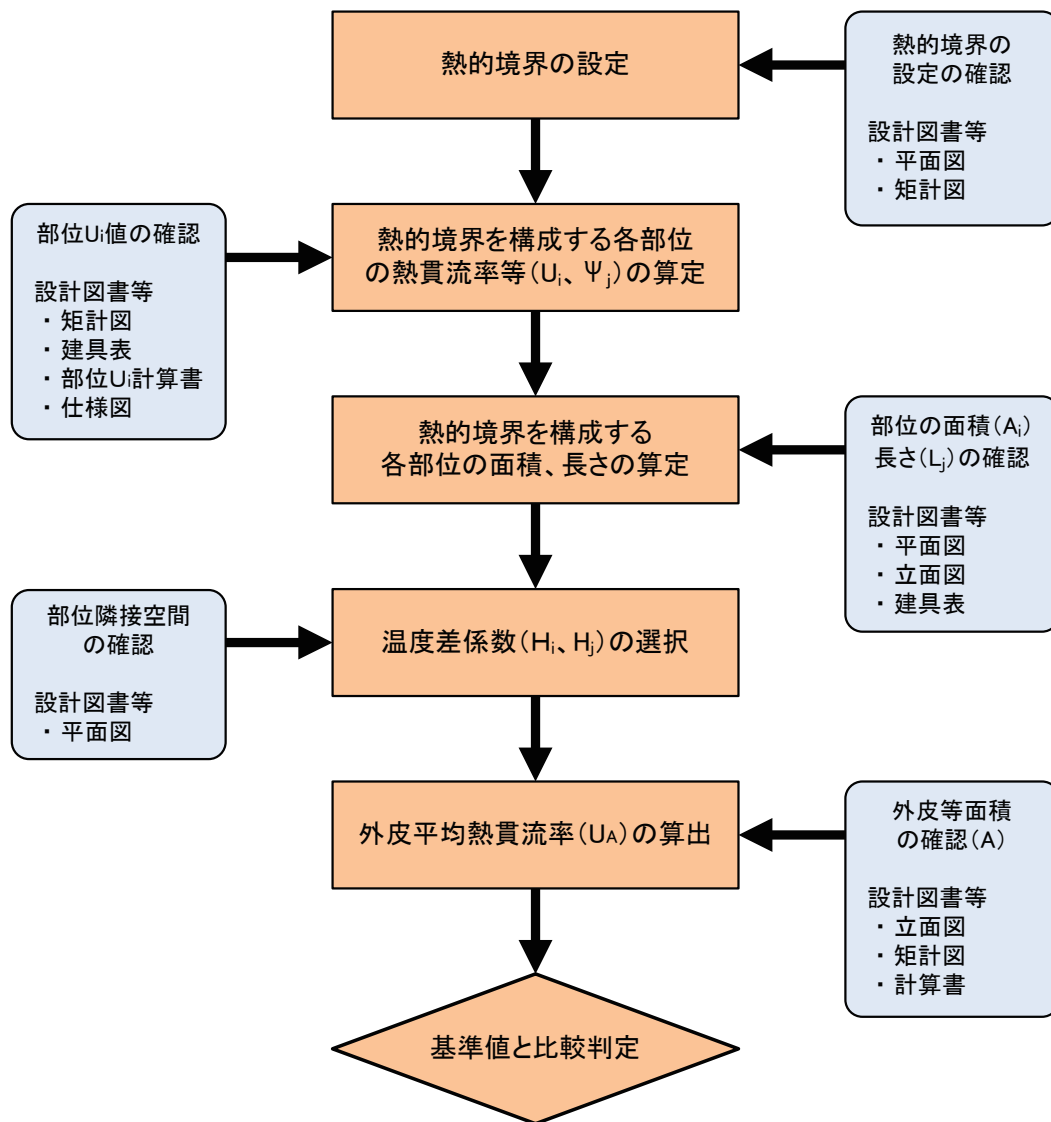 熱的境界の設定
熱的境界の
設定の確認
設計図書等
・ 平面図
・ 矩計図
部位Ui値の確認
設計図書等
・ 矩計図
・ 建具表
・ 部位Ui計算書
・ 仕様図
熱的境界を構成する各部位
の熱貫流率等(Ui、Ψj)の算定
熱的境界を構成する
各部位の面積、長さの算定
部位の面積(Ai)
長さ(Lj)の確認
設計図書等
・ 平面図
・ 立面図
・ 建具表
部位隣接空間
の確認
設計図書等
・ 平面図
温度差係数(Hi、Hj)の選択
外皮平均熱貫流率(UA)の算出
外皮等面積
の確認(A)
設計図書等
・ 立面図
・ 矩計図
・ 計算書
基準値と比較判定